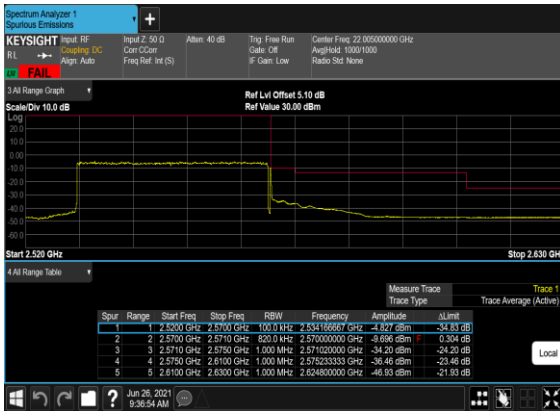 Spectrum Analyzer 1
Spurious Emissions
+
KEYSIGHT
Input: RF
Input Z: 50 Ω
Atten: 40 dB
Trig: Free Run
Center Freq: 22.005000000 GHz
RL
Coupling: DC
Corr CCorr
Gate: Off
Avg|Hold: 1000/1000
Align: Auto
Freq Ref: Int (S)
IF Gain: Low
Radio Std: None
FAIL
3 All Range Graph
Ref Lvl Offset 5.10 dB
Scale/Div 10.0 dB
Ref Value 30.00 dBm
Log
20.0
10.0
0.00
-10.0
-20.0
-30.0
-40.0
-50.0
-60.0
Start 2.520 GHz
Stop 2.630 GH
4 All Range Table
Measure Trace
Trace 1
Trace Type
Trace Average (Active)
Spur Range Start Freq Stop Freq RBW Frequency Amplitude ΔLimit
1 1 2.5200 GHz 2.5700 GHz 100.0 kHz 2.534166667 GHz -4.827 dBm -34.83 dB
2 2 2.5700 GHz 2.5710 GHz 820.0 kHz 2.570000000 GHz -9.696 dBm F 0.304 dB
3 3 2.5710 GHz 2.5750 GHz 1.000 MHz 2.571020000 GHz -34.20 dBm -24.20 dB
4 4 2.5750 GHz 2.6100 GHz 1.000 MHz 2.575233333 GHz -36.46 dBm -23.46 dB
5 5 2.6100 GHz 2.6300 GHz 1.000 MHz 2.624800000 GHz -46.93 dBm -21.93 dB
Local
?
Jun 26, 2021
9:36:54 AM